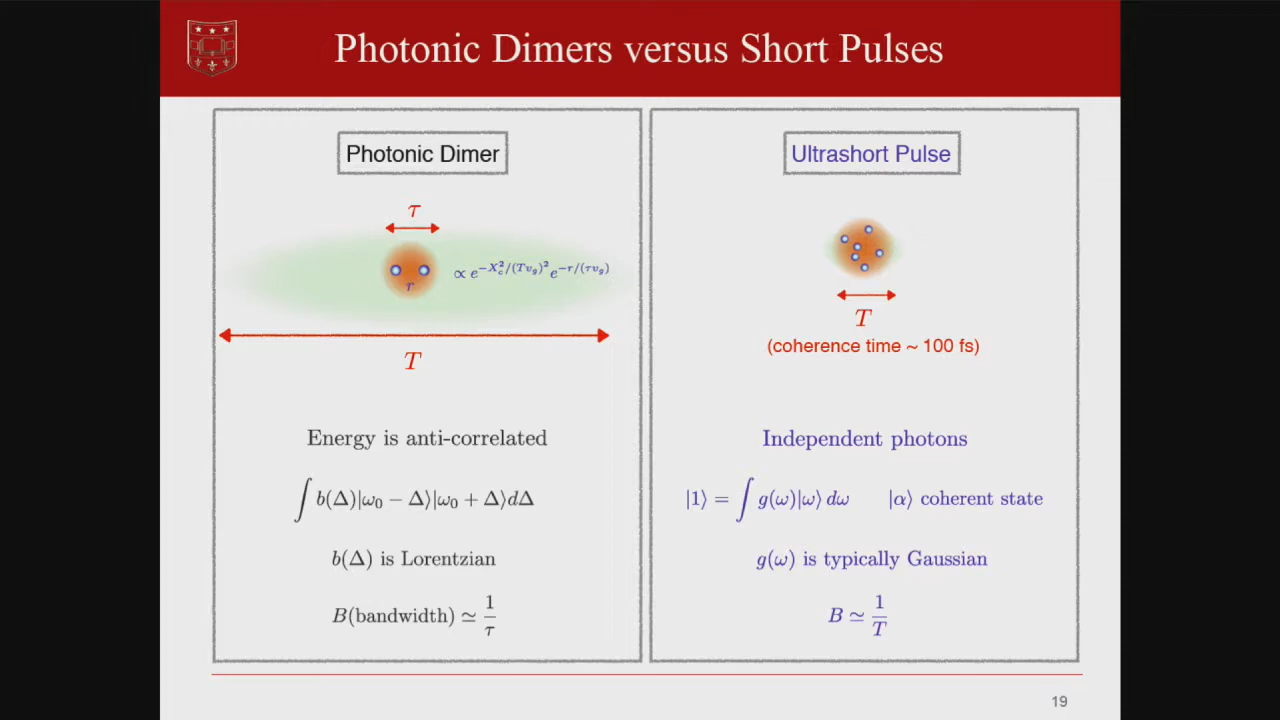 Photonic Dimers versus Short Pulses
Photonic Dimer
τ
r
∝ e^{-X_c^2/(Tv_g)^2} e^{-r/(τv_g)}
T
Energy is anti-correlated
∫ b(Δ)|ω₀ − Δ⟩|ω₀ + Δ⟩dΔ
b(Δ) is Lorentzian
B(bandwidth) ≃ 1/τ
Ultrashort Pulse
T
(coherence time ~ 100 fs)
Independent photons
|1⟩ = ∫ g(ω)|ω⟩ dω |α⟩ coherent state
g(ω) is typically Gaussian
B ≃ 1/T
19